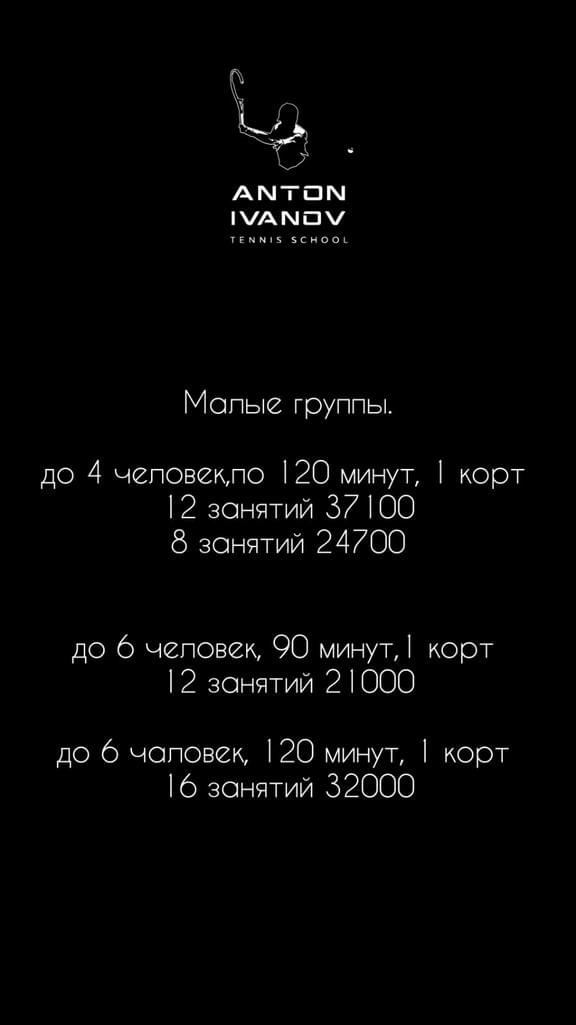 ANTON
IVANOV
TENNIS SCHOOL
Малые группы.
до 4 человек,по 120 минут, 1 корт
12 занятий 37100
8 занятий 24700
до 6 человек, 90 минут,1 корт
12 занятий 21000
до 6 чаловек, 120 минут, 1 корт
16 занятий 32000